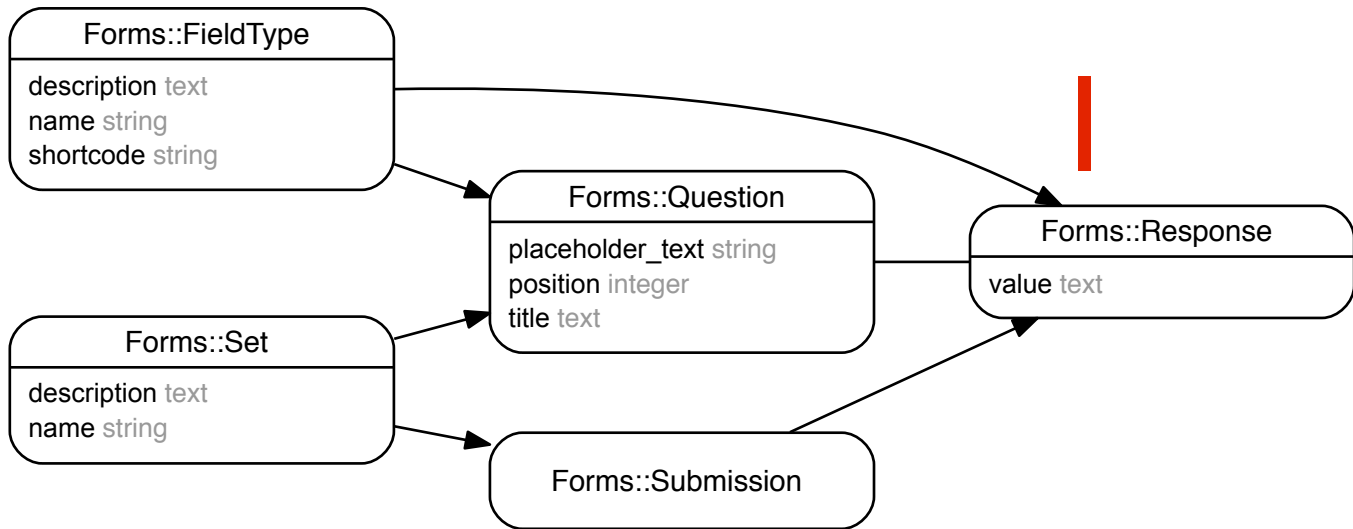 Forms::FieldType
description text
name string
shortcode string
Forms::Question
placeholder_text string
position integer
title text
Forms::Response
value text
Forms::Set
description text
name string
Forms::Submission